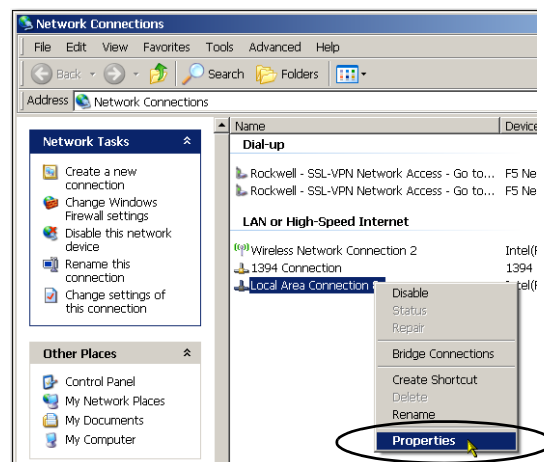 Network Connections
File Edit View Favorites Tools Advanced Help
Back Search Folders
Address Network Connections
Network Tasks
Create a new
connection
Change Windows
Firewall settings
Disable this network
device
Rename this
connection
Change settings of
this connection
Other Places
Control Panel
My Network Places
My Documents
My Computer
Name Device
Dial-up
Rockwell - SSL-VPN Network Access - Go to... F5 Ne
Rockwell - SSL-VPN Network Access - Go to... F5 Ne
LAN or High-Speed Internet
Wireless Network Connection 2 Intel(
1394 Connection 1394
Local Area Connection
Disable
Status
Repair
Bridge Connections
Create Shortcut
Delete
Rename
Properties